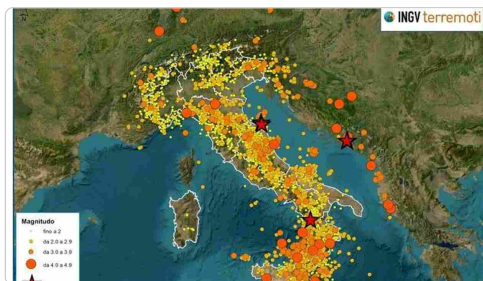 INGV terremoti
Magnitudo
fino a 2
da 2.0 a 2.9
da 3.0 a 3.9
da 4.0 a 4.9